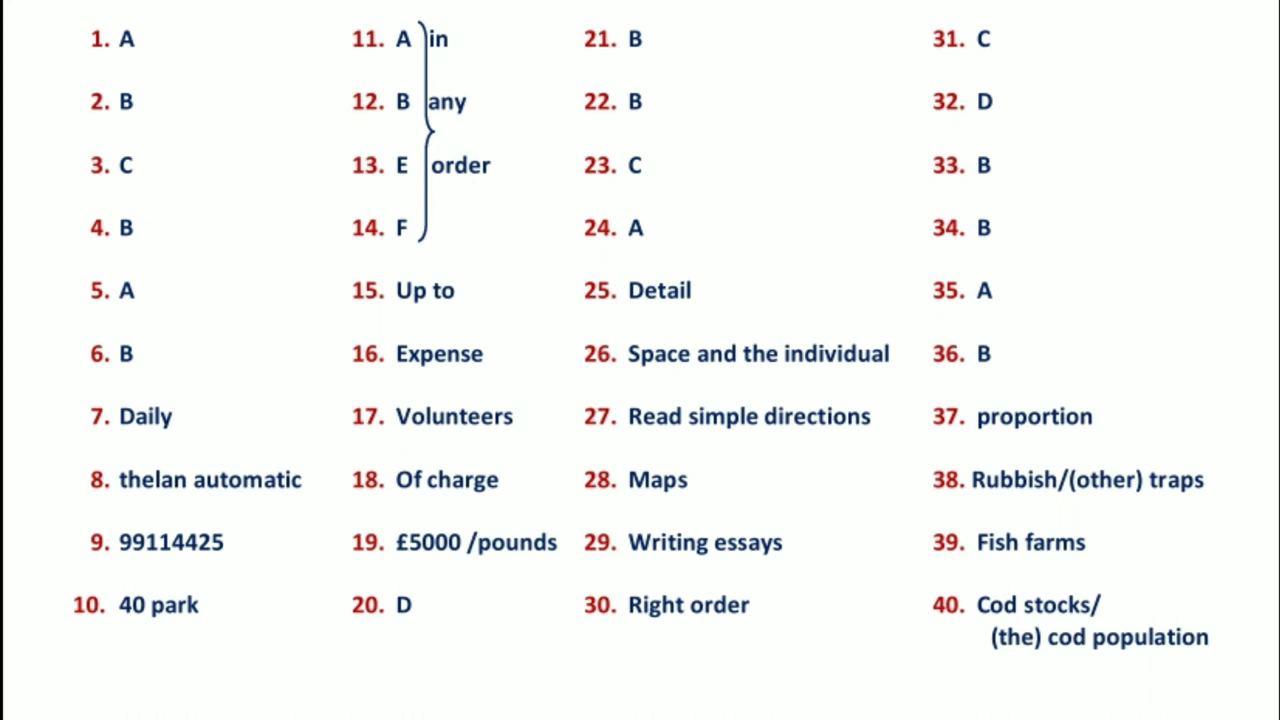 1. A
2. B
3. C
4. B
5. A
6. B
7. Daily
8. thelan automatic
9. 99114425
10. 40 park
11. A in
12. B any
13. E order
14. F
15. Up to
16. Expense
17. Volunteers
18. Of charge
19. £5000 /pounds
20. D
21. B
22. B
23. C
24. A
25. Detail
26. Space and the individual
27. Read simple directions
28. Maps
29. Writing essays
30. Right order
31. C
32. D
33. B
34. B
35. A
36. B
37. proportion
38. Rubbish/(other) traps
39. Fish farms
40. Cod stocks/
(the) cod population